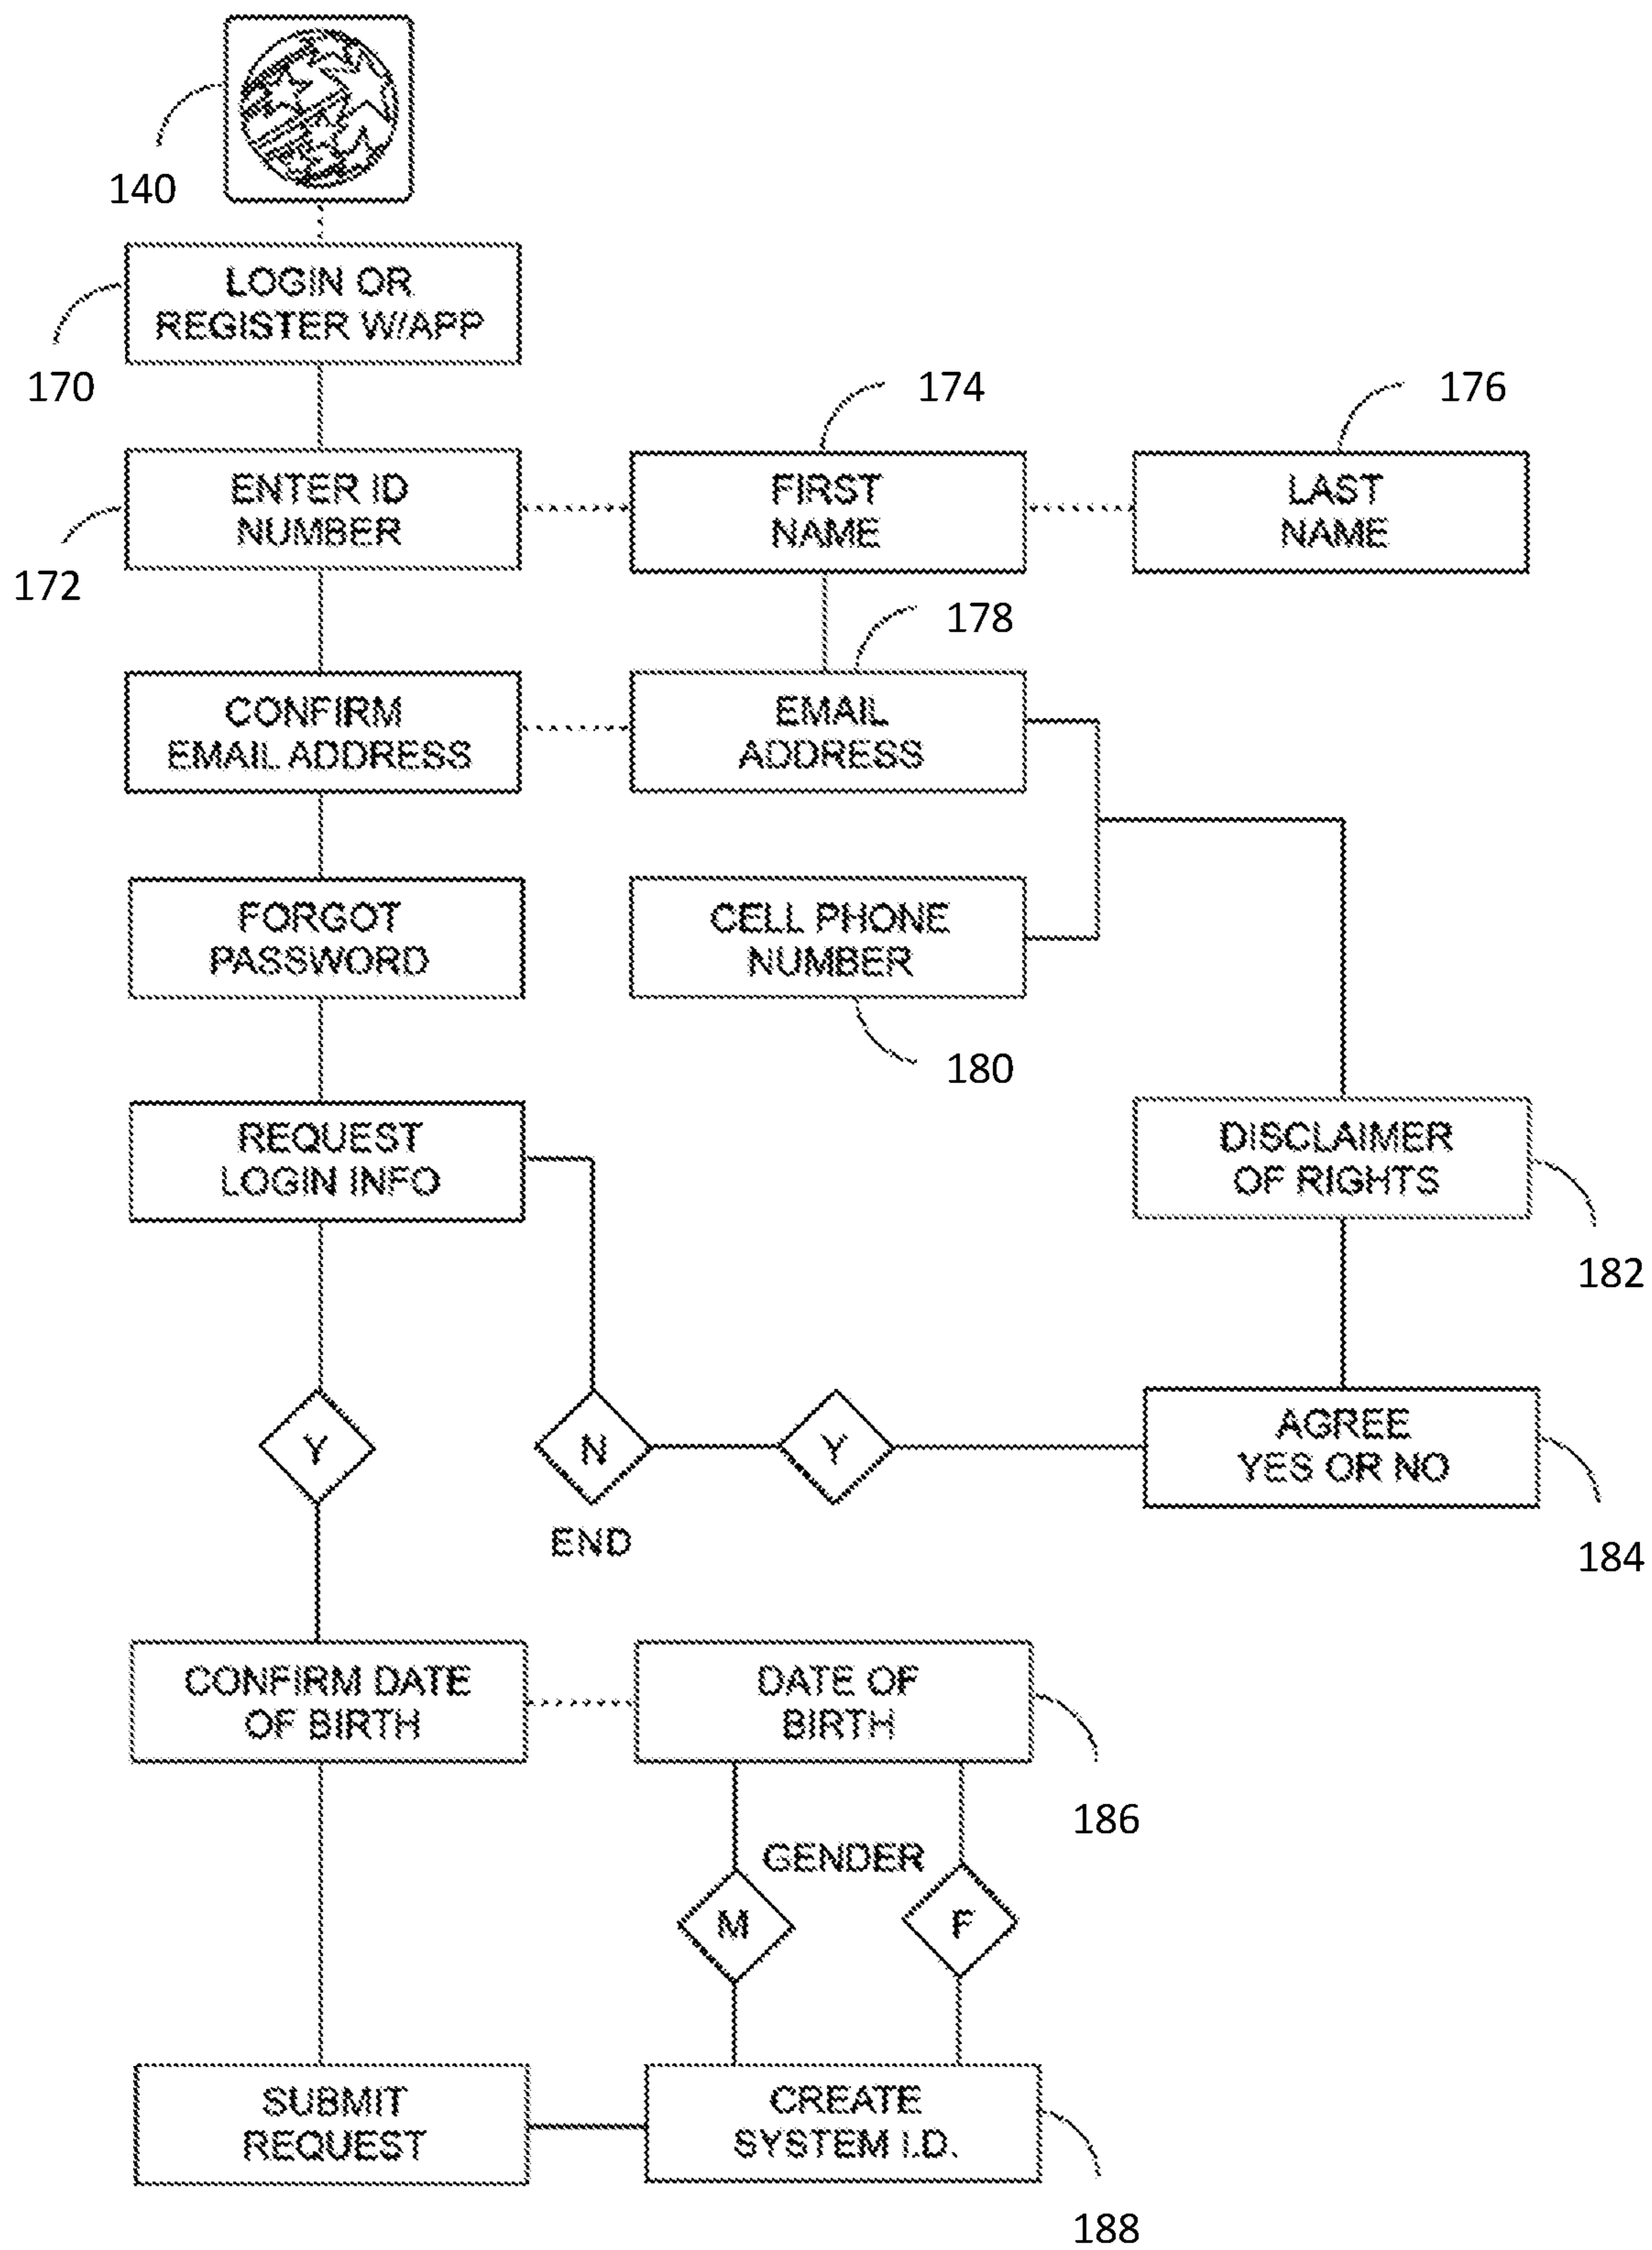 140
LOGIN OR
REGISTER W/APP
170
174
176
ENTER ID
NUMBER
FIRST
NAME
LAST
NAME
172
178
CONFIRM
EMAIL ADDRESS
EMAIL
ADDRESS
FORGOT
PASSWORD
CELL PHONE
NUMBER
180
REQUEST
LOGIN INFO
DISCLAIMER
OF RIGHTS
182
Y
N
Y
AGREE
YES OR NO
END
184
CONFIRM DATE
OF BIRTH
DATE OF
BIRTH
186
GENDER
M
F
SUBMIT
REQUEST
CREATE
SYSTEM I.D.
188